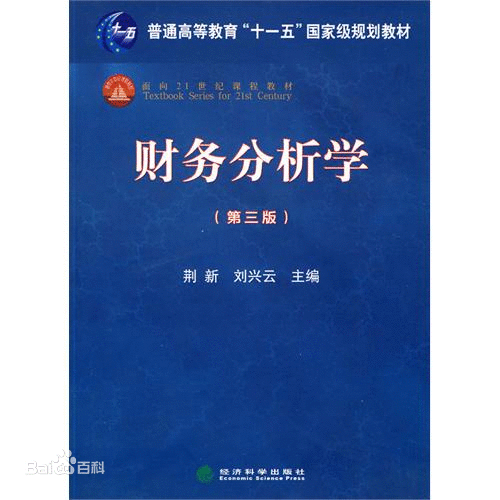 十一五
普通高等教育“十一五”国家级规划教材
面向21世纪课程教材
Textbook Series for 21st Century
财务分析学
（第三版）
荆新 刘兴云 主编
Baidu百科
经济科学出版社
Economic Science Press